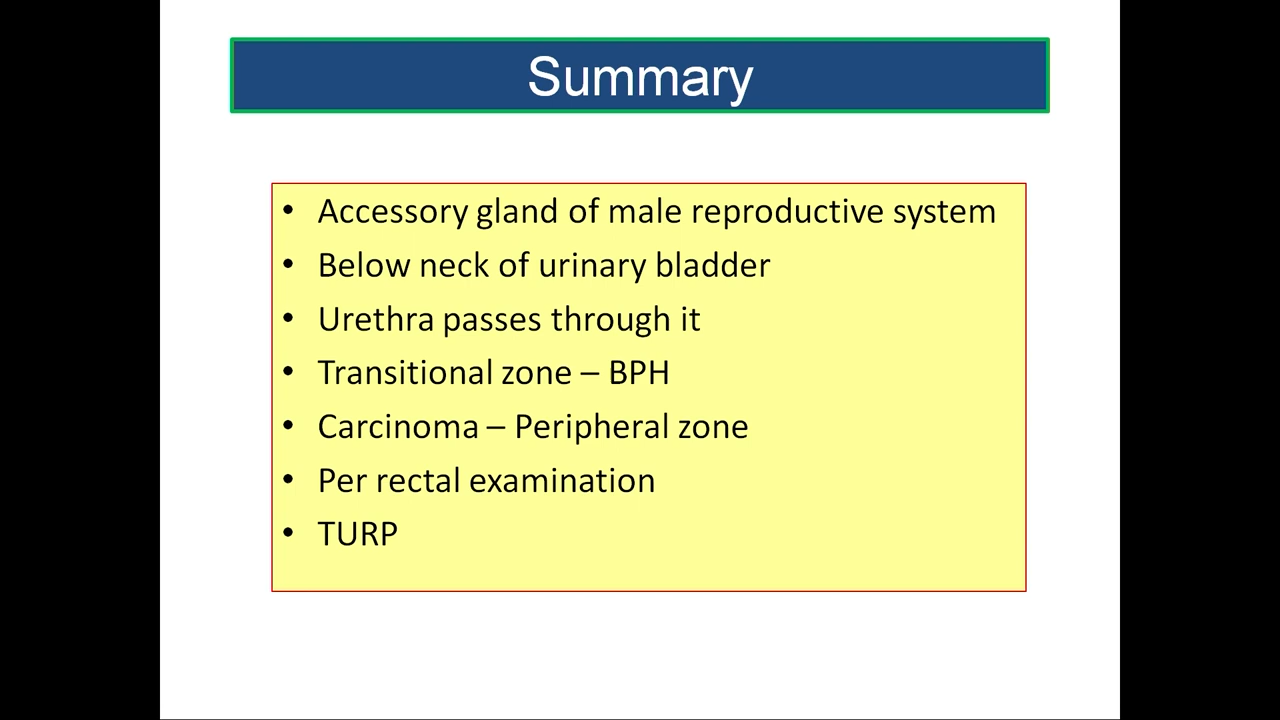 Summary
• Accessory gland of male reproductive system
• Below neck of urinary bladder
• Urethra passes through it
• Transitional zone – BPH
• Carcinoma – Peripheral zone
• Per rectal examination
• TURP